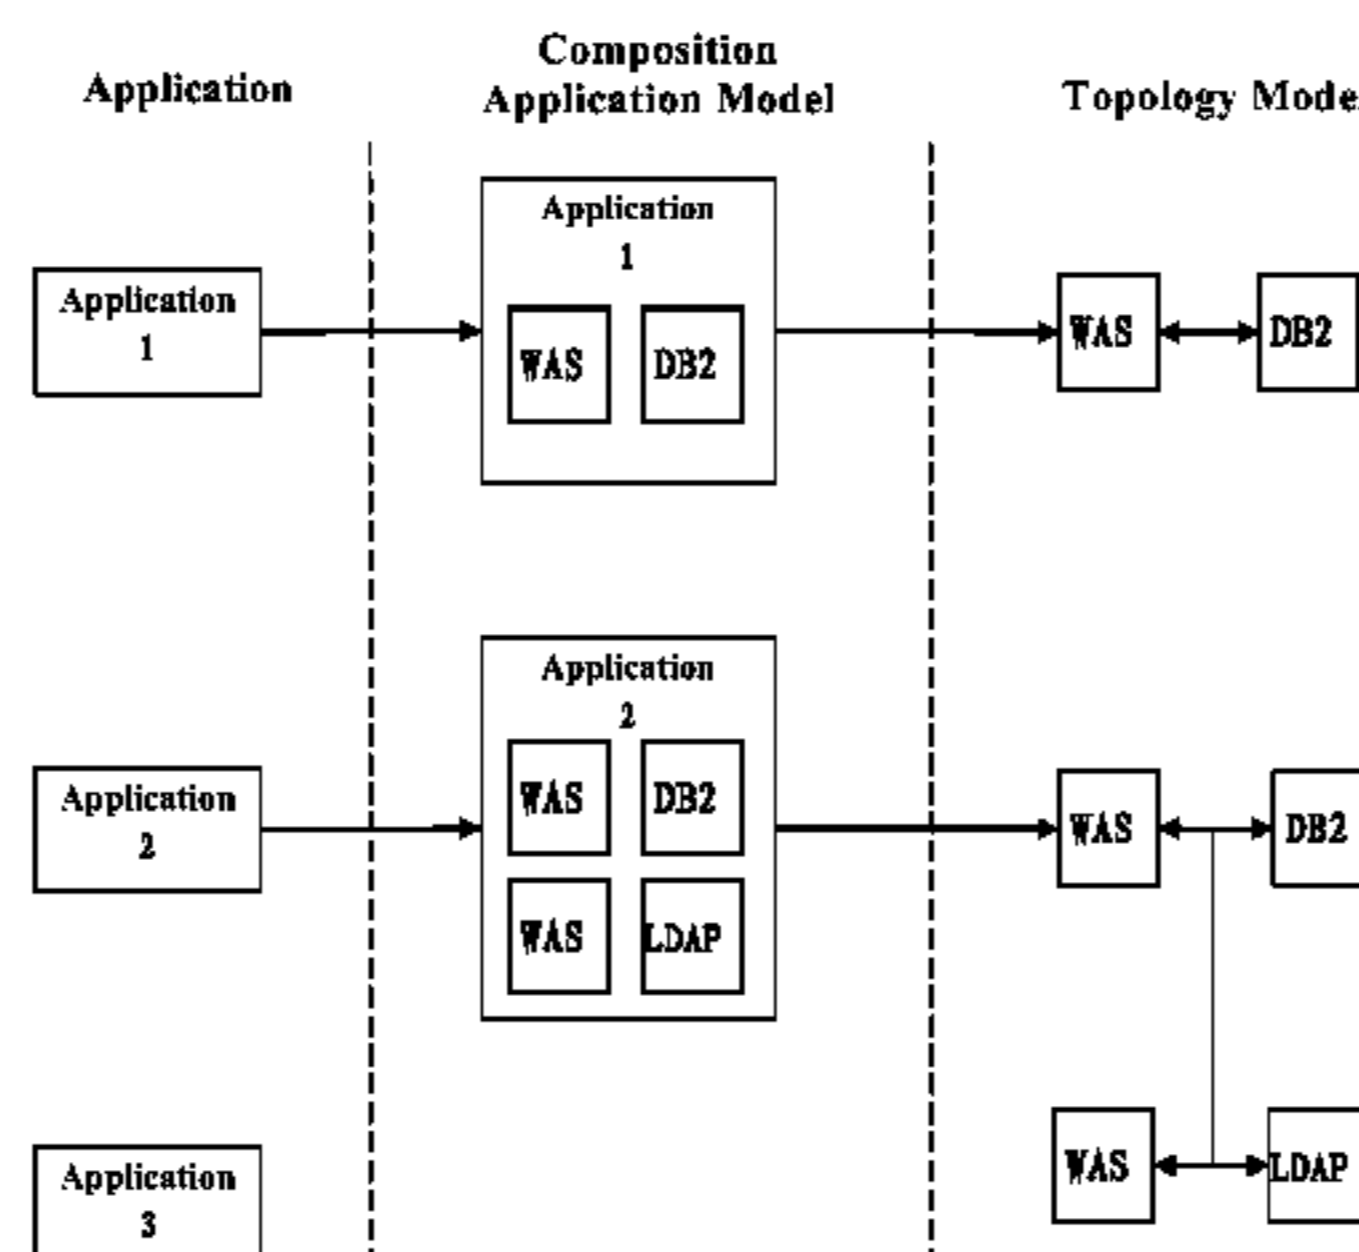 Application
Composition
Application Model
Topology Mode
Application
1
Application
1
WAS DB2
WAS DB2
Application
2
Application
2
WAS DB2
WAS LDAP
WAS DB2
WAS LDAP
Application
3